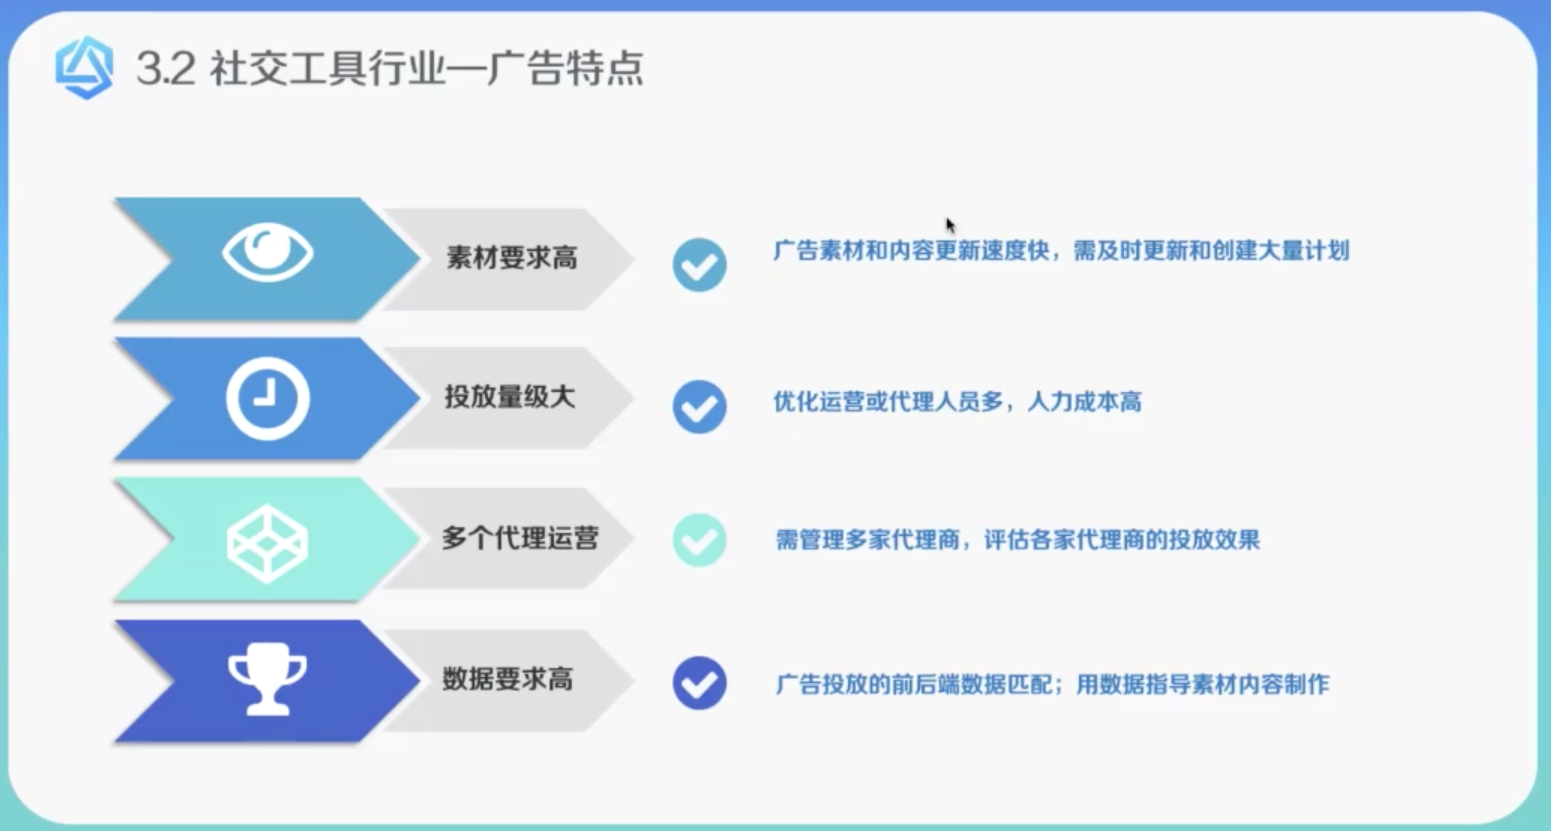 3.2 社交工具行业—广告特点
素材要求高
广告素材和内容更新速度快，需及时更新和创建大量计划
投放量级大
优化运营或代理人员多，人力成本高
多个代理运营
需管理多家代理商，评估各家代理商的投放效果
数据要求高
广告投放的前后端数据匹配；用数据指导素材内容制作